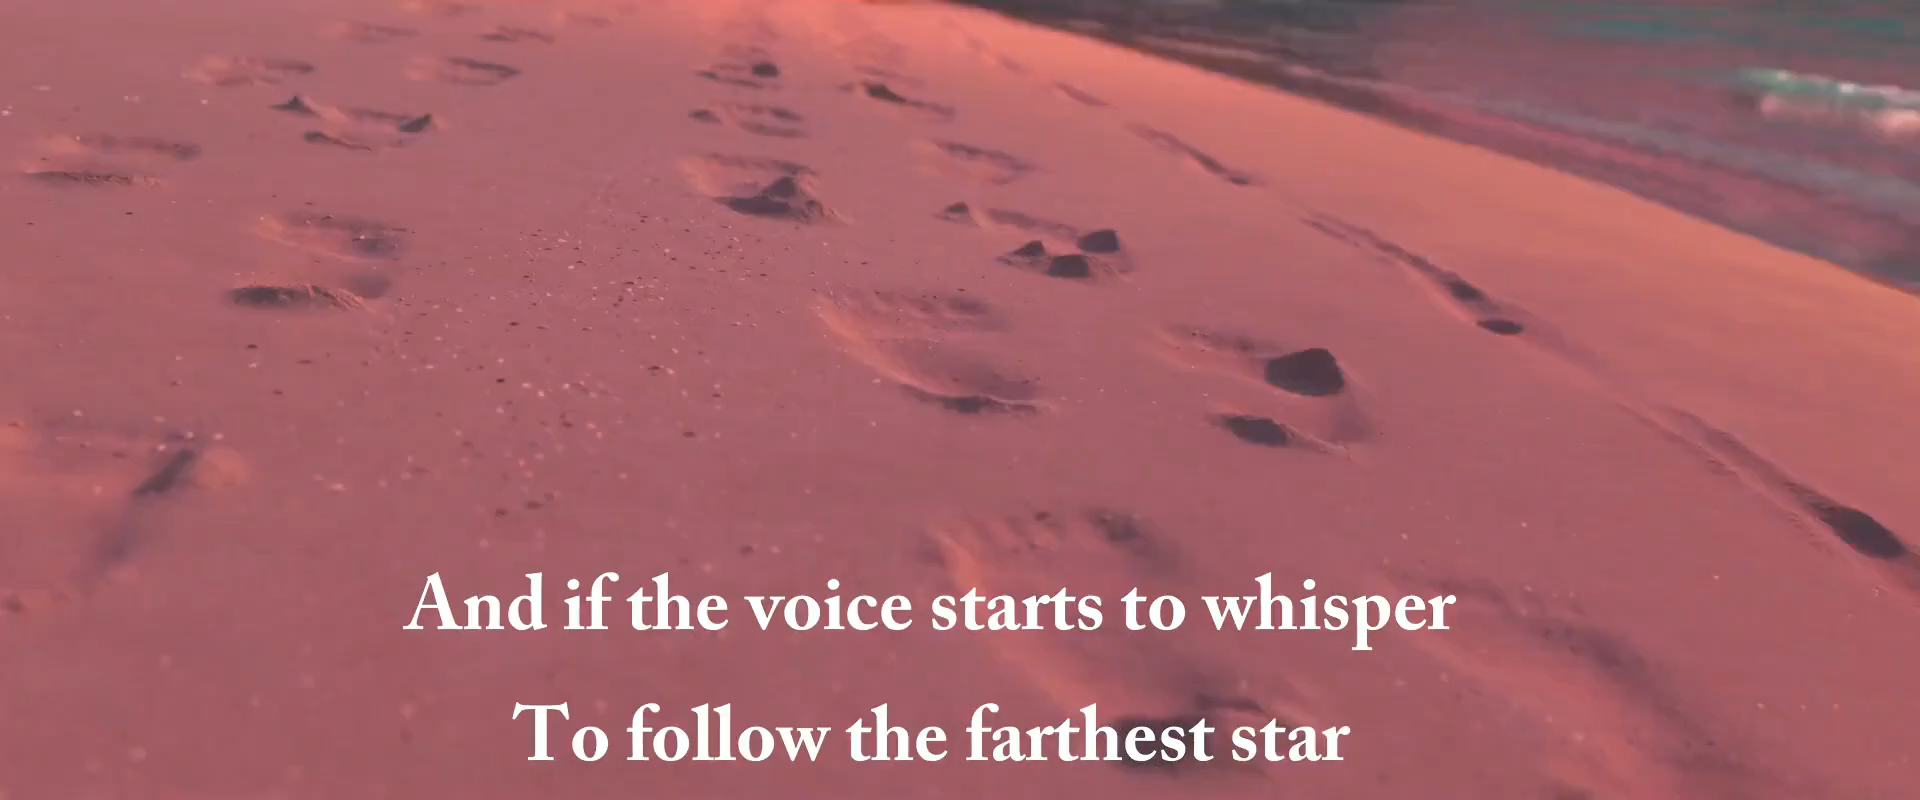 And if the voice starts to whisper
To follow the farthest star